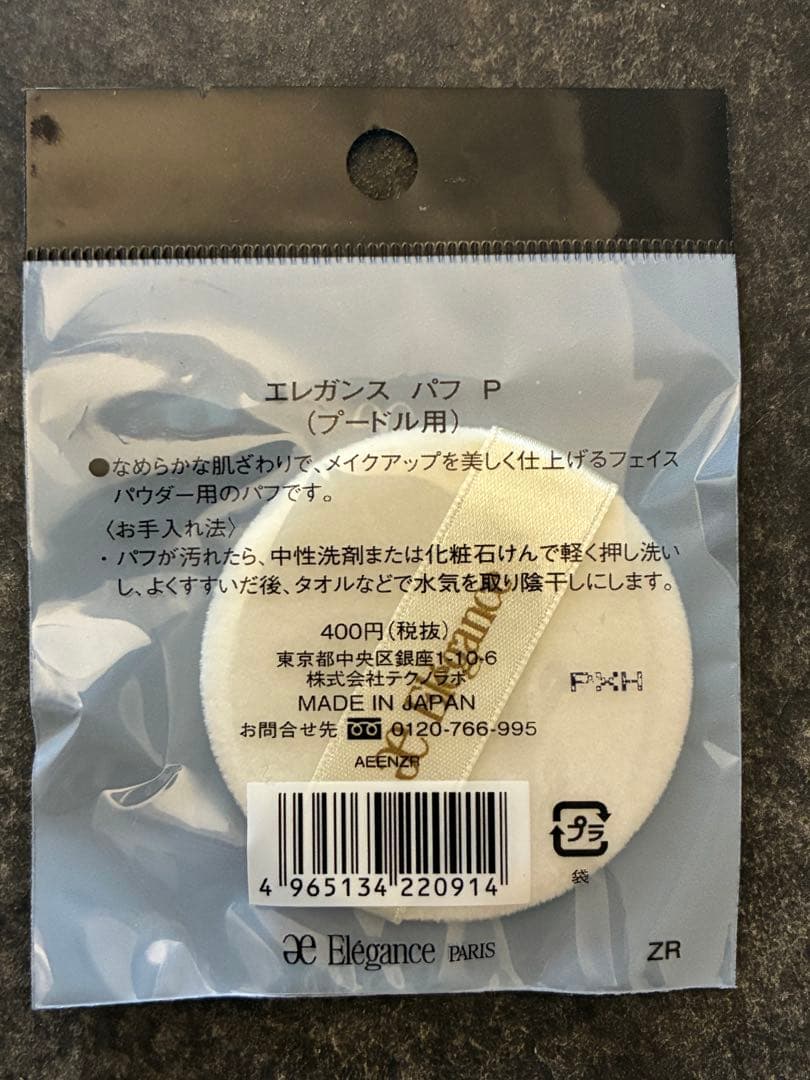 エレガンス パフ P
(プードル用)
●なめらかな肌ざわりで、メイクアップを美しく仕上げるフェイス
パウダー用のパフです。
〈お手入れ法〉
・パフが汚れたら、中性洗剤または化粧石けんで軽く押し洗い
し、よくすすいだ後、タオルなどで水気を取り陰干しにします。
400円(税抜)
東京都中央区銀座1-10-6
株式会社テクノラボ
MADE IN JAPAN
お問合せ先 0120-766-995
AEENZR
Elégance
PXH
プラ
袋
4 965134 220914
æ Elégance PARIS
ZR